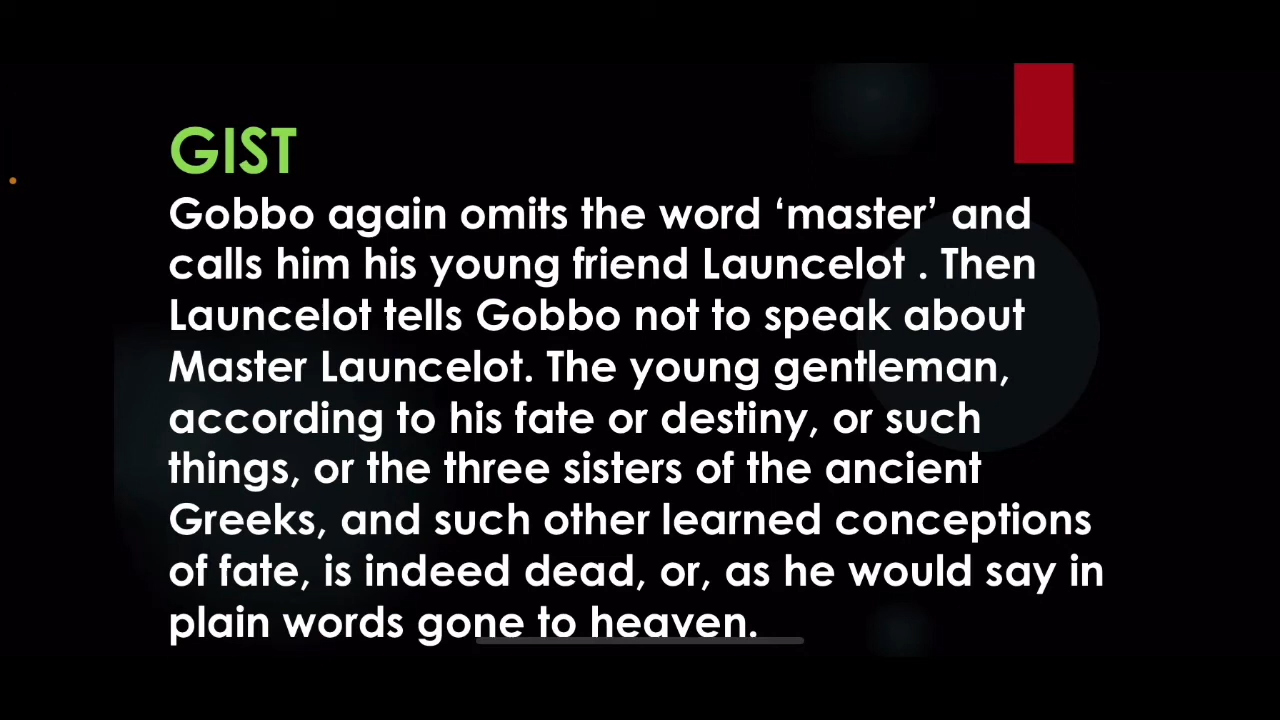 GIST
Gobbo again omits the word ‘master’ and
calls him his young friend Launcelot . Then
Launcelot tells Gobbo not to speak about
Master Launcelot. The young gentleman,
according to his fate or destiny, or such
things, or the three sisters of the ancient
Greeks, and such other learned conceptions
of fate, is indeed dead, or, as he would say in
plain words gone to heaven.